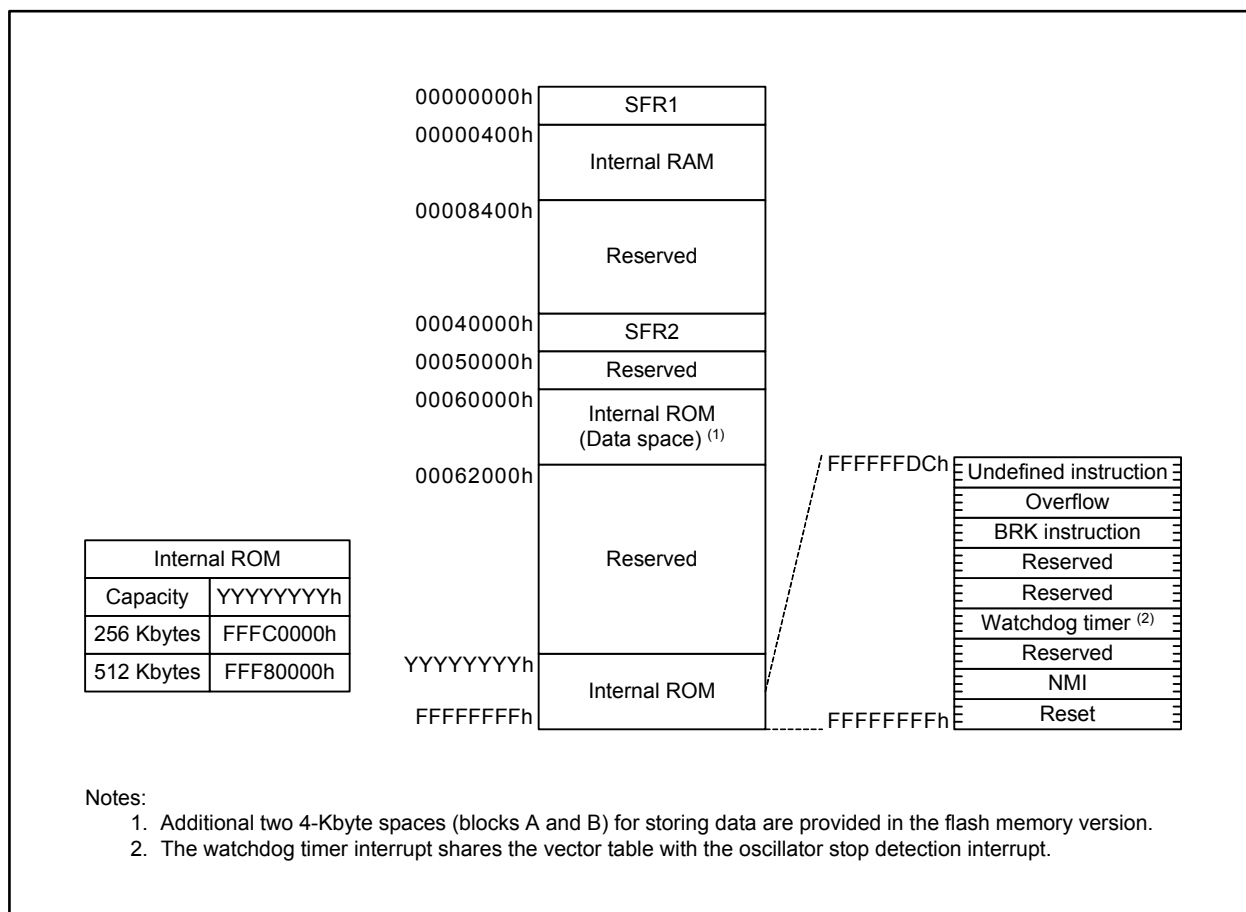 00000000h
SFR1
00000400h
Internal RAM
00008400h
Reserved
00040000h
SFR2
00050000h
Reserved
00060000h
Internal ROM
(Data space) (1)
00062000h
Reserved
YYYYYYYYh
Internal ROM
FFFFFFFFh
FFFFFFDCh
Undefined instruction
Overflow
BRK instruction
Reserved
Reserved
Watchdog timer (2)
Reserved
NMI
Reset
FFFFFFFFh
Internal ROM
Capacity YYYYYYYYh
256 Kbytes FFFC0000h
512 Kbytes FFF80000h
Notes:
1. Additional two 4-Kbyte spaces (blocks A and B) for storing data are provided in the flash memory version.
2. The watchdog timer interrupt shares the vector table with the oscillator stop detection interrupt.